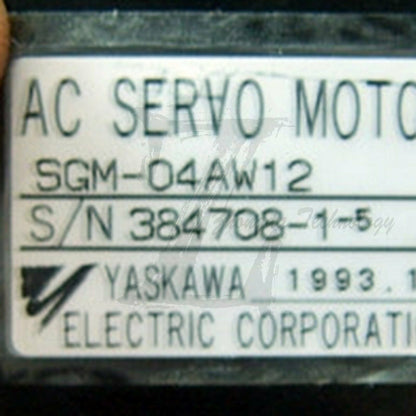 AC SERVO MOTO
SGM-04AW12
S/N 384708-1-5
YASKAWA 1993.1
ELECTRIC CORPORATI